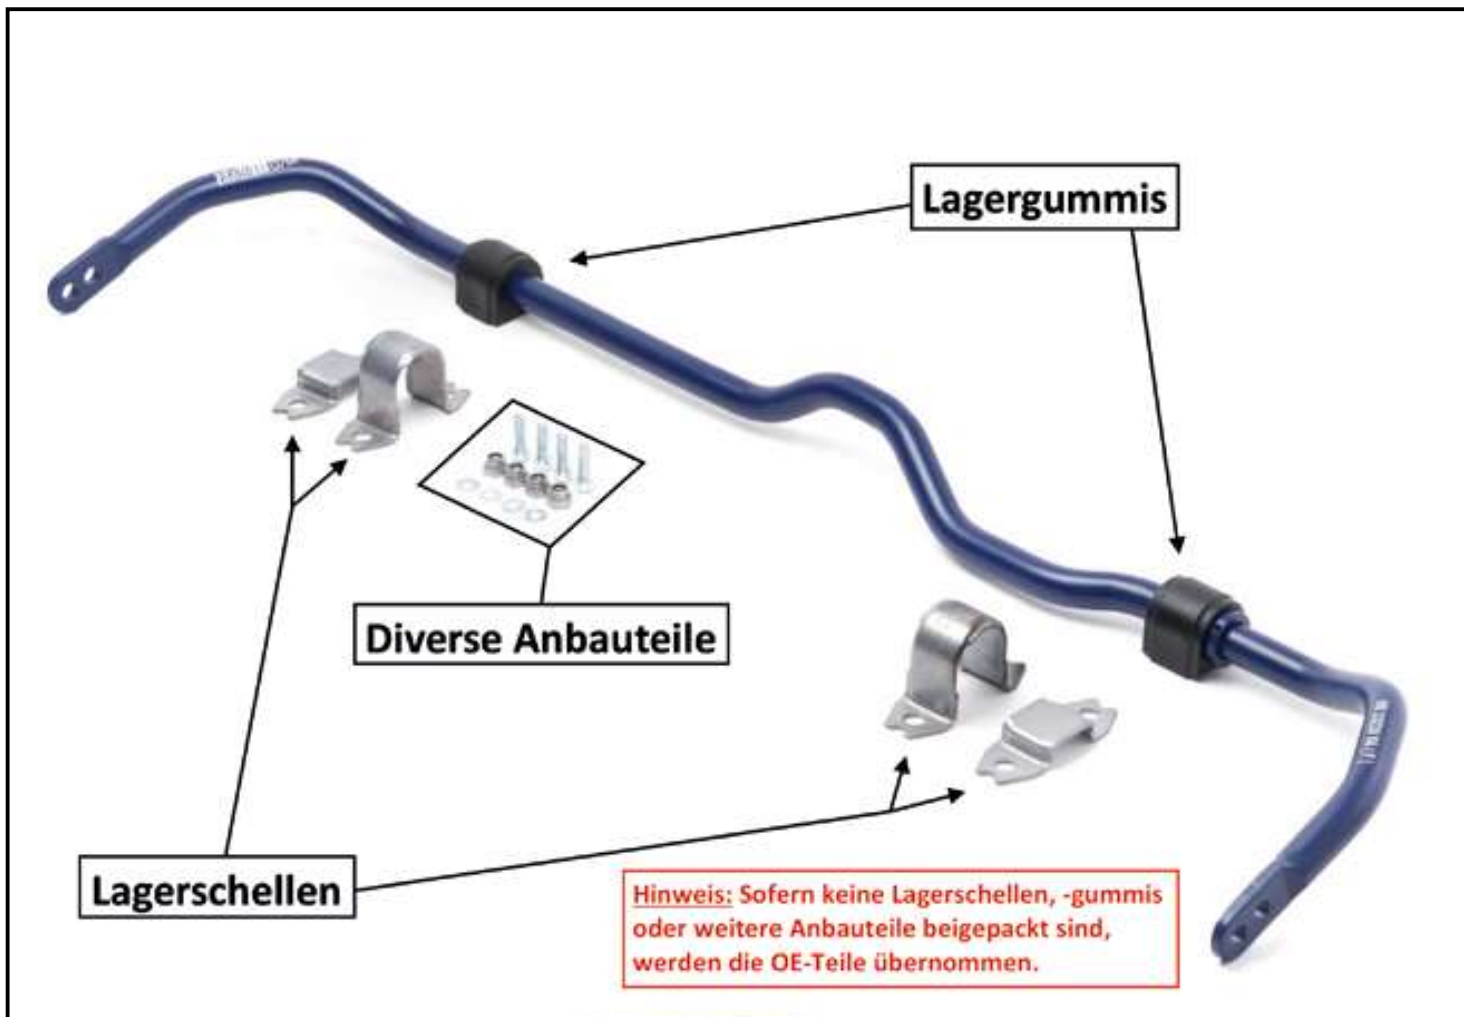 Lagergummis
Diverse Anbauteile
Lagerschellen
Hinweis: Sofern keine Lagerschellen, -gummis
oder weitere Anbauteile beigepackt sind,
werden die OE-Teile übernommen.